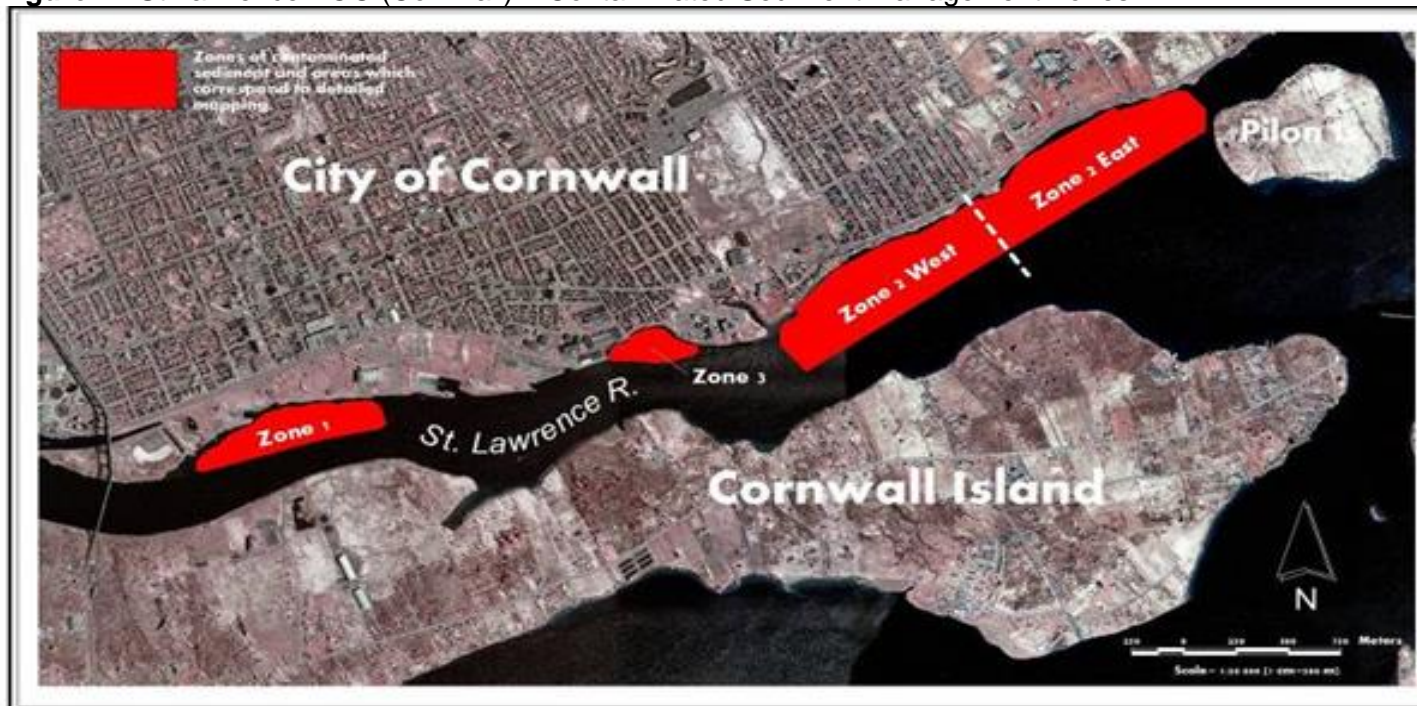 Zones of contaminated
sediment and areas which
correspond to detailed
mapping.
City of Cornwall
Pilon Is
Zone 2 East
Zone 2 West
Zone 3
Zone 1
St. Lawrence R.
Cornwall Island
N
Meters